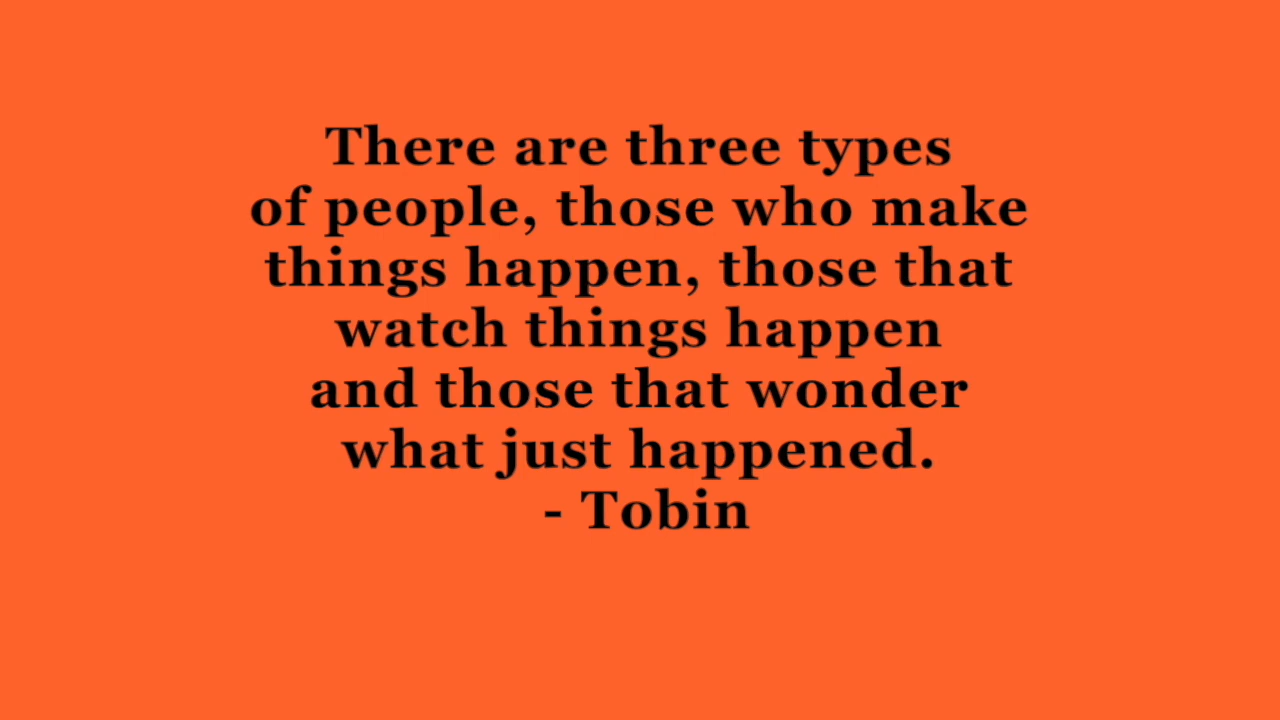 There are three types
of people, those who make
things happen, those that
watch things happen
and those that wonder
what just happened.
- Tobin